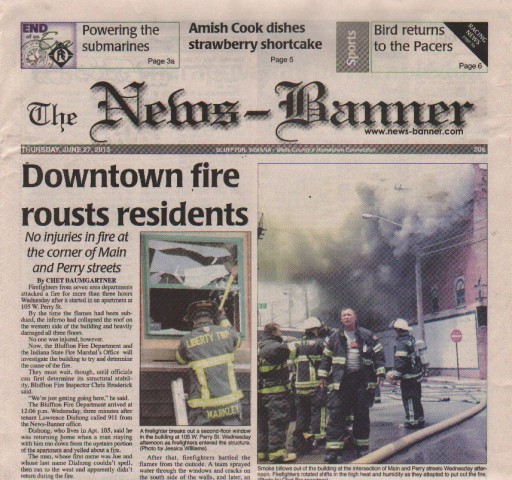 END
of an
Era
Powering the
submarines
Page 3a
Amish Cook dishes
strawberry shortcake
Page 5
Sports
Bird returns
to the Pacers
Page 6
RACING
NEWS
The News-Banner
www.news-banner.com
THURSDAY, JUNE 27, 2013
BLUFFTON, INDIANA • Wells County's Hometown Connection
Downtown fire
rousts residents
No injuries in fire at
the corner of Main
and Perry streets
By CHET BAUMGARTNER
Firefighters from seven area departments
attacked a fire for more than three hours
Wednesday after it started in an apartment at
105 W. Perry St.
By the time the flames had been sub-
dued, the inferno had collapsed the roof on
the western side of the building and heavily
damaged all three floors.
No one was injured, however.
Now, the Bluffton Fire Department and
the Indiana State Fire Marshal's Office will
investigate the building to try and determine
the cause of the fire.
They must wait, though, until officials
can first determine its structural stabil-
ity, Bluffton Fire Inspector Chris Broderick
said.
"We're just getting going here," he said.
The Bluffton Fire Department arrived at
12:06 p.m. Wednesday, three minutes after
tenant Lawrence Dishong called 911 from
the News-Banner office.
Dishong, who lives in Apt. 105, said he
was returning home when a man staying
with him ran down from the upstairs portion
of the apartment and yelled about a fire.
The man, whose first name was Joe and
whose last name Dishong couldn't spell,
then ran to the west and apparently didn't
return during the fire.
LIBERTY TWP
MARKLEY
A firefighter breaks out a second-floor window
in the building at 105 W. Perry St. Wednesday
afternoon as firefighters entered the structure.
(Photo by Jessica Williams)
After that, firefighters battled the
flames from the outside. A team sprayed
water through the windows and cracks on
the south side of the walls, and later, an
STOP
Smoke billows out of the building at the intersection of Main and Perry streets Wednesday after-
noon. Firefighters rotated shifts in the high heat and humidity as they attempted to put out the fire.